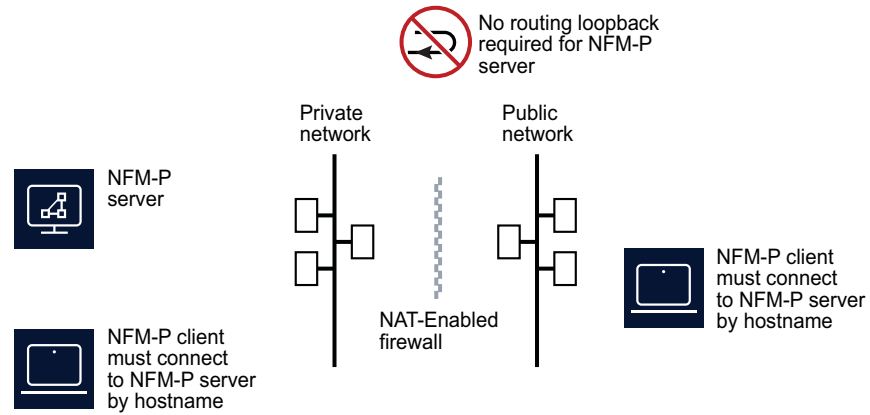 No routing loopback
required for NFM-P
server
Private
network
Public
network
NFM-P
server
NFM-P client
must connect
to NFM-P server
by hostname
NAT-Enabled
firewall
NFM-P client
must connect
to NFM-P server
by hostname